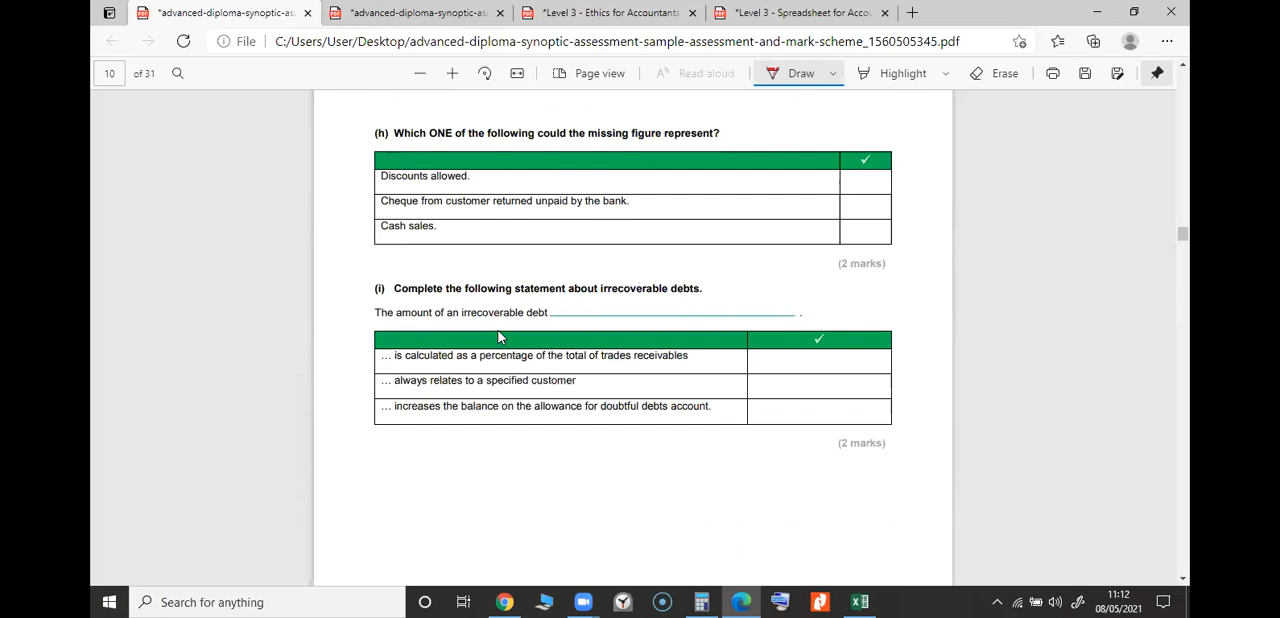 *advanced-diploma-synoptic-as
*advanced-diploma-synoptic-as
*Level 3 - Ethics for Accountants
*Level 3 - Spreadsheet for Accou
File
C:/Users/User/Desktop/advanced-diploma-synoptic-assessment-sample-assessment-and-mark-scheme_1560505345.pdf
10 of 31
Page view
Read aloud
Draw
Highlight
Erase
(h) Which ONE of the following could the missing figure represent?
✓
Discounts allowed.
Cheque from customer returned unpaid by the bank.
Cash sales.
(2 marks)
(i) Complete the following statement about irrecoverable debts.
The amount of an irrecoverable debt ______ .
✓
… is calculated as a percentage of the total of trades receivables
… always relates to a specified customer
… increases the balance on the allowance for doubtful debts account.
(2 marks)
Search for anything
11:12
08/05/2021